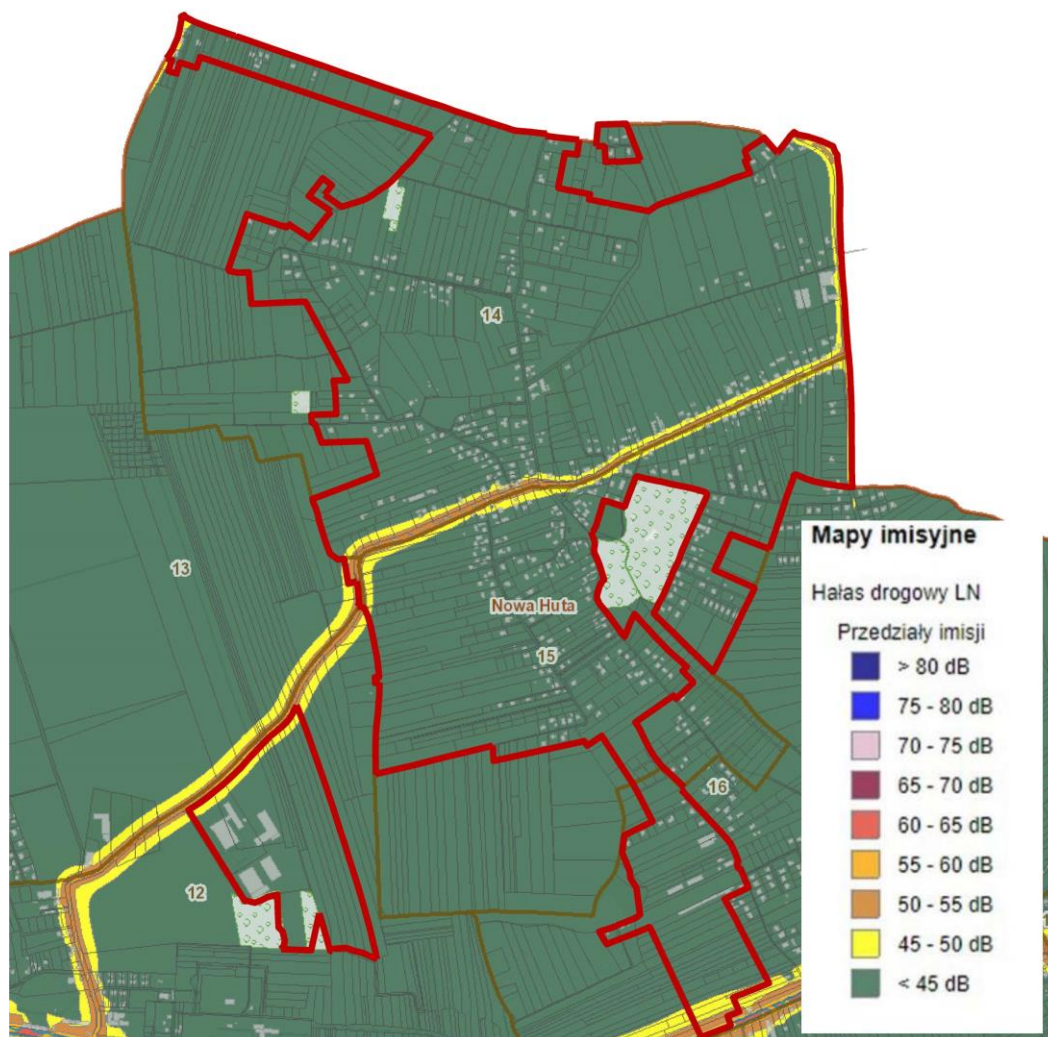 14
13
Nowa Huta
15
16
12
Mapy imisyjne
Hałas drogowy LN
Przedziały imisji
> 80 dB
75 - 80 dB
70 - 75 dB
65 - 70 dB
60 - 65 dB
55 - 60 dB
50 - 55 dB
45 - 50 dB
< 45 dB